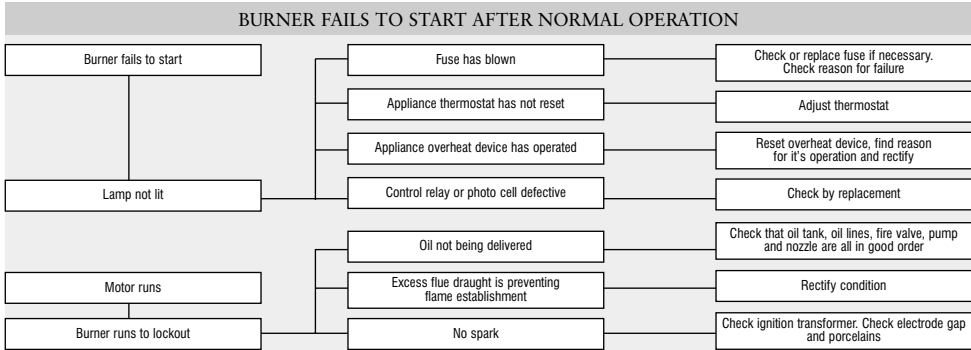 BURNER FAILS TO START AFTER NORMAL OPERATION
Burner fails to start
Fuse has blown
Check or replace fuse if necessary.
Check reason for failure
Appliance thermostat has not reset
Adjust thermostat
Appliance overheat device has operated
Reset overheat device, find reason
for it's operation and rectify
Lamp not lit
Control relay or photo cell defective
Check by replacement
Oil not being delivered
Check that oil tank, oil lines, fire valve, pump
and nozzle are all in good order
Motor runs
Excess flue draught is preventing
flame establishment
Rectify condition
Burner runs to lockout
No spark
Check ignition transformer. Check electrode gap
and porcelains